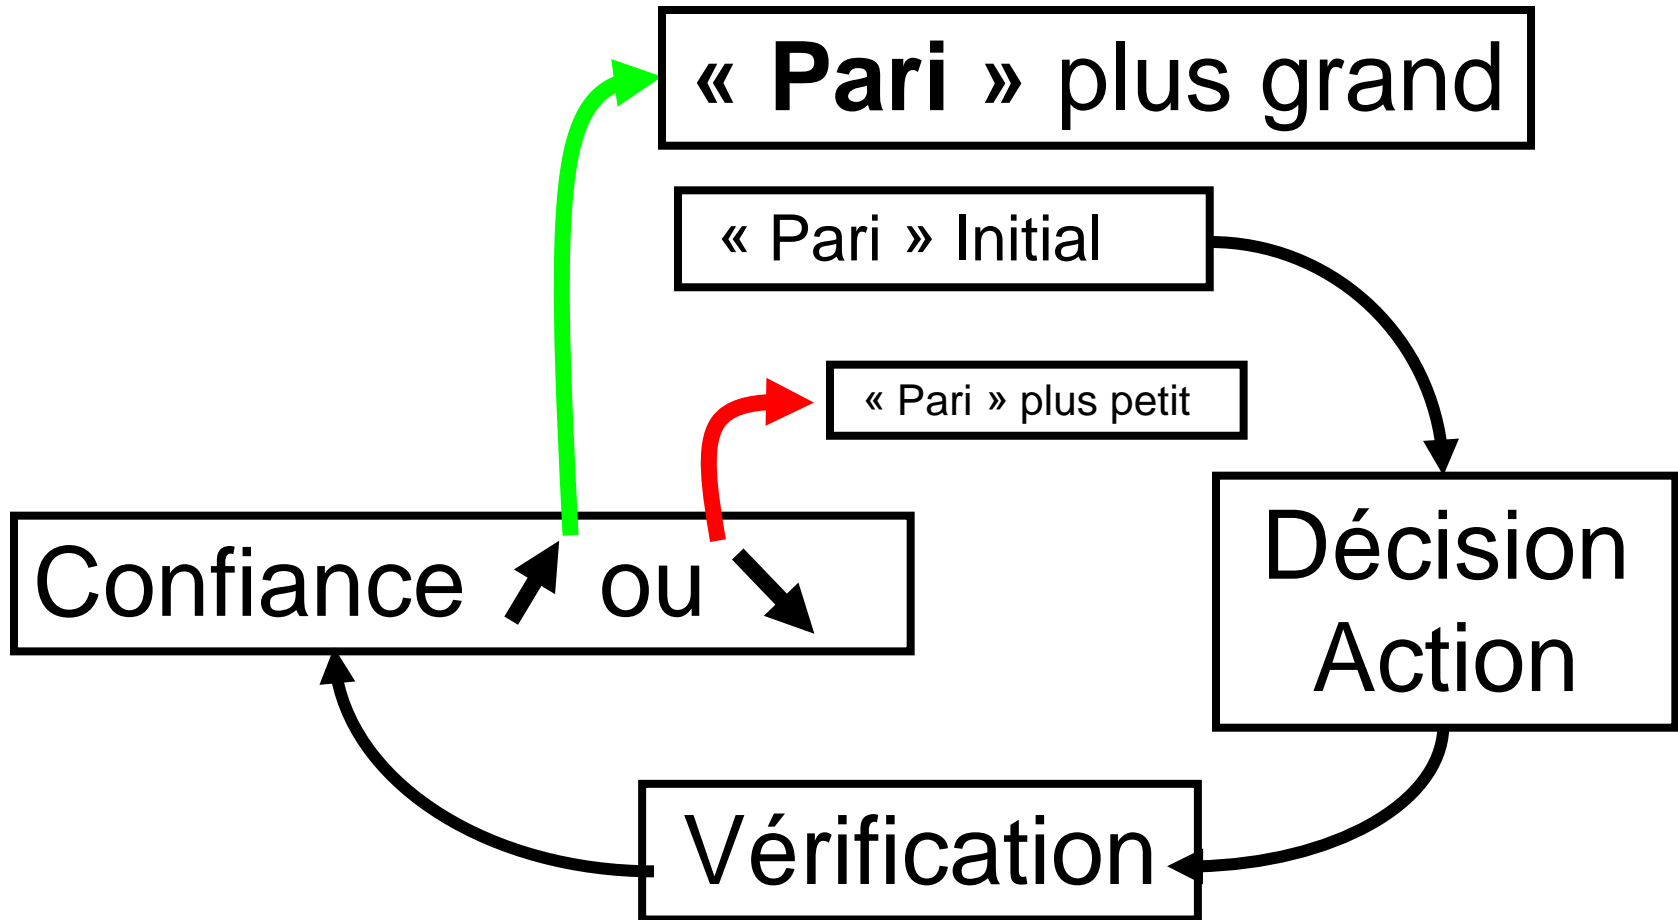 « Pari » plus grand
« Pari » Initial
« Pari » plus petit
Confiance ou
Décision
Action
Vérification